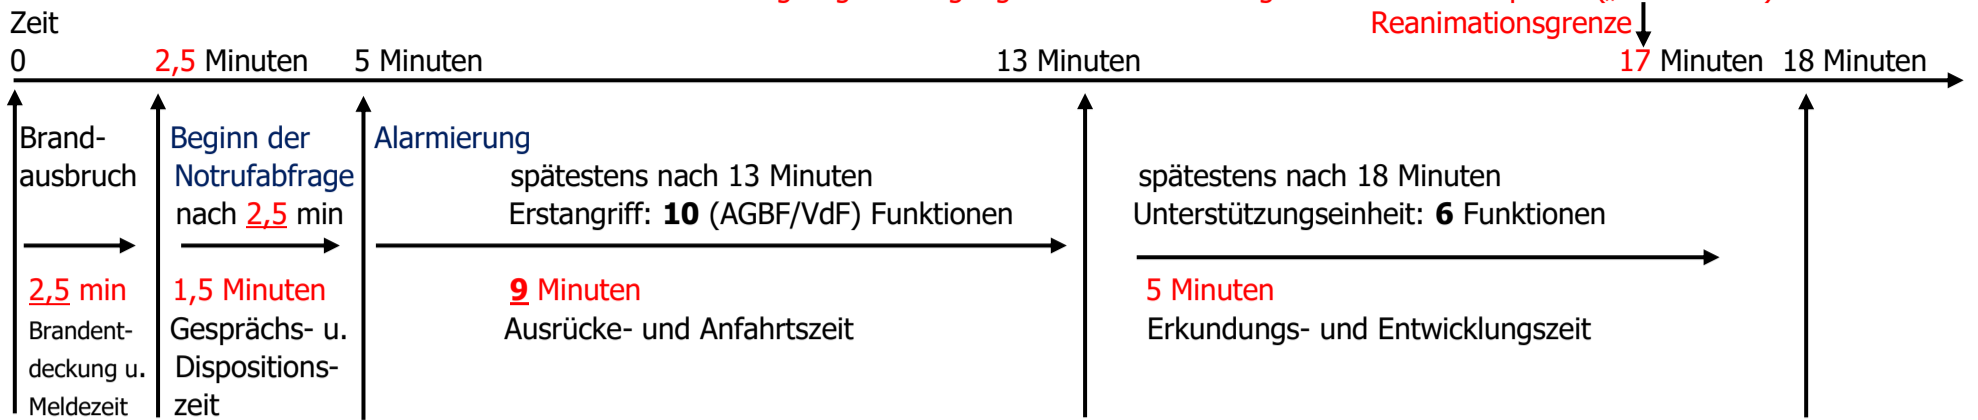 Zeit
Reanimationsgrenze
0 2,5 Minuten 5 Minuten 13 Minuten 17 Minuten 18 Minuten
Brand-
ausbruch
Beginn der
Notrufabfrage
nach 2,5 min
Alarmierung
spätestens nach 13 Minuten
Erstangriff: 10 (AGBF/VdF) Funktionen
spätestens nach 18 Minuten
Unterstützungseinheit: 6 Funktionen
2,5 min
Brandent-
deckung u.
Meldezeit
1,5 Minuten
Gesprächs- u.
Dispositions-
zeit
9 Minuten
Ausrücke- und Anfahrtszeit
5 Minuten
Erkundungs- und Entwicklungszeit